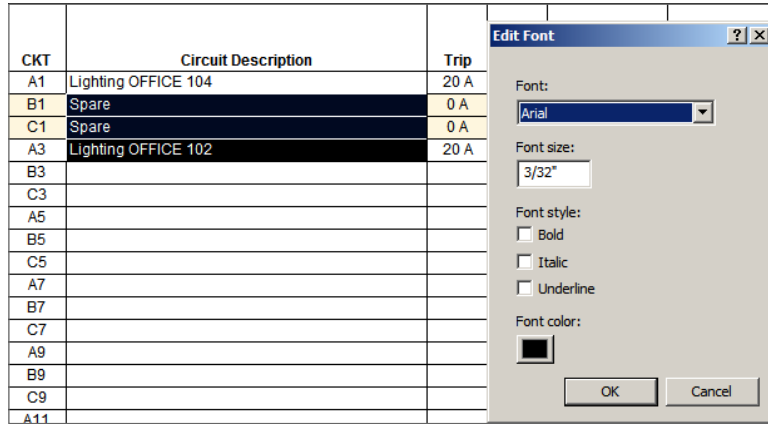 Edit Font
CKT Circuit Description Trip
A1 Lighting OFFICE 104 20 A
B1 Spare 0 A
C1 Spare 0 A
A3 Lighting OFFICE 102 20 A
B3
C3
A5
B5
C5
A7
B7
C7
A9
B9
C9
A11
Font:
Arial
Font size:
3/32"
Font style:
Bold
Italic
Underline
Font color:
OK Cancel